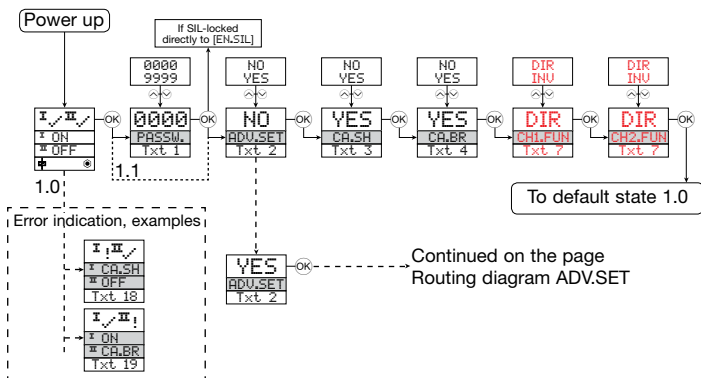 Power up
If SIL-locked
directly to [EN.SIL]
0000
9999
NO
YES
NO
YES
NO
YES
DIR
INV
DIR
INV
I✓II✓
I ON
II OFF
1.0
OK
0000
PASSW.
Txt 1
1.1
OK
NO
ADV.SET
Txt 2
OK
YES
CA.SH
Txt 3
OK
YES
CA.BR
Txt 4
OK
DIR
CH1.FUN
Txt 7
OK
DIR
CH2.FUN
Txt 7
OK
To default state 1.0
Error indication, examples
I!II✓
I CA.SH
II OFF
Txt 18
I✓II!
I ON
II CA.BR
Txt 19
YES
ADV.SET
Txt 2
OK
Continued on the page
Routing diagram ADV.SET